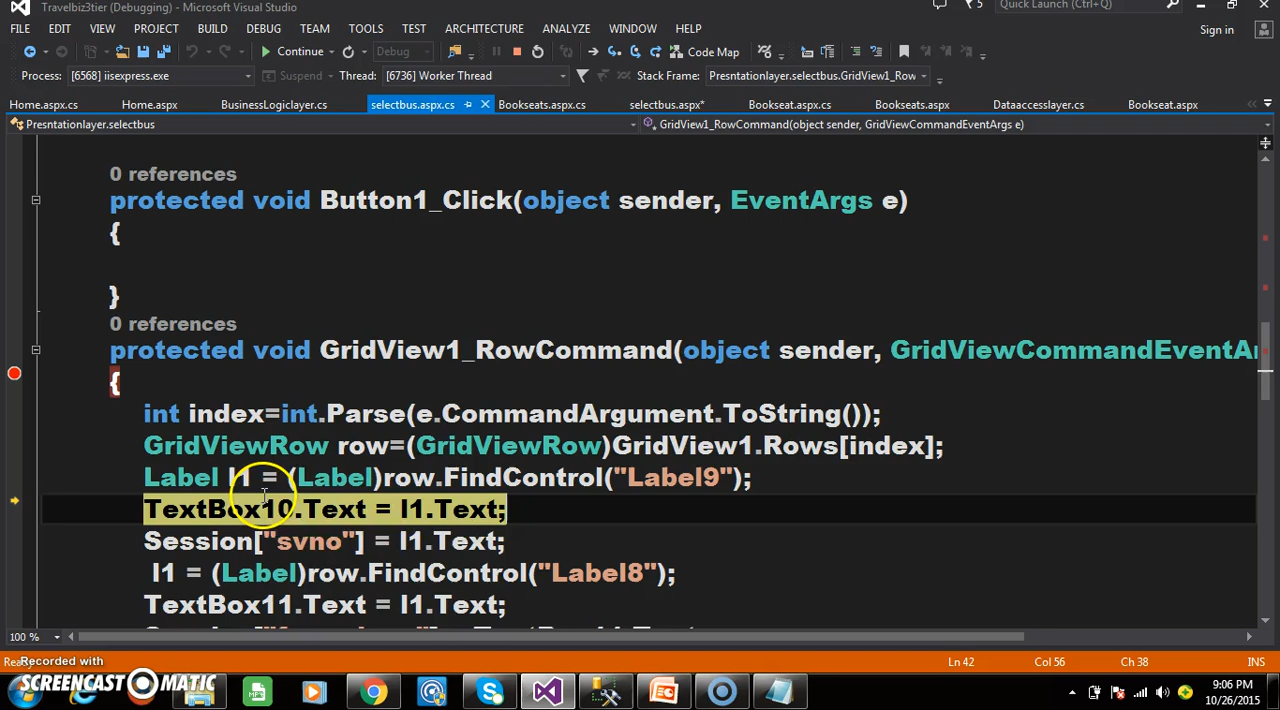 Travelbiz3tier (Debugging) - Microsoft Visual Studio
5
Quick Launch (Ctrl+Q)
FILE EDIT VIEW PROJECT BUILD DEBUG TEAM TOOLS TEST ARCHITECTURE ANALYZE WINDOW HELP
Sign in
Continue Debug Code Map
Process: [6568] iisexpress.exe Suspend Thread: [6736] Worker Thread Stack Frame: Presntationlayer.selectbus.GridView1_Row
Home.aspx.cs Home.aspx BusinessLogiclayer.cs selectbus.aspx.cs Bookseats.aspx.cs selectbus.aspx* Bookseat.aspx.cs Bookseats.aspx Dataaccesslayer.cs Bookseat.aspx
Presntationlayer.selectbus GridView1_RowCommand(object sender, GridViewCommandEventArgs e)
0 references
protected void Button1_Click(object sender, EventArgs e)
{
}
0 references
protected void GridView1_RowCommand(object sender, GridViewCommandEventAr
{
int index=int.Parse(e.CommandArgument.ToString());
GridViewRow row=(GridViewRow)GridView1.Rows[index];
Label l1 = (Label)row.FindControl("Label9");
TextBox10.Text = l1.Text;
Session["svno"] = l1.Text;
l1 = (Label)row.FindControl("Label8");
TextBox11.Text = l1.Text;
100 %
Ln 42 Col 56 Ch 38 INS
Recorded with
SCREENCAST MATIC
9:06 PM
10/26/2015